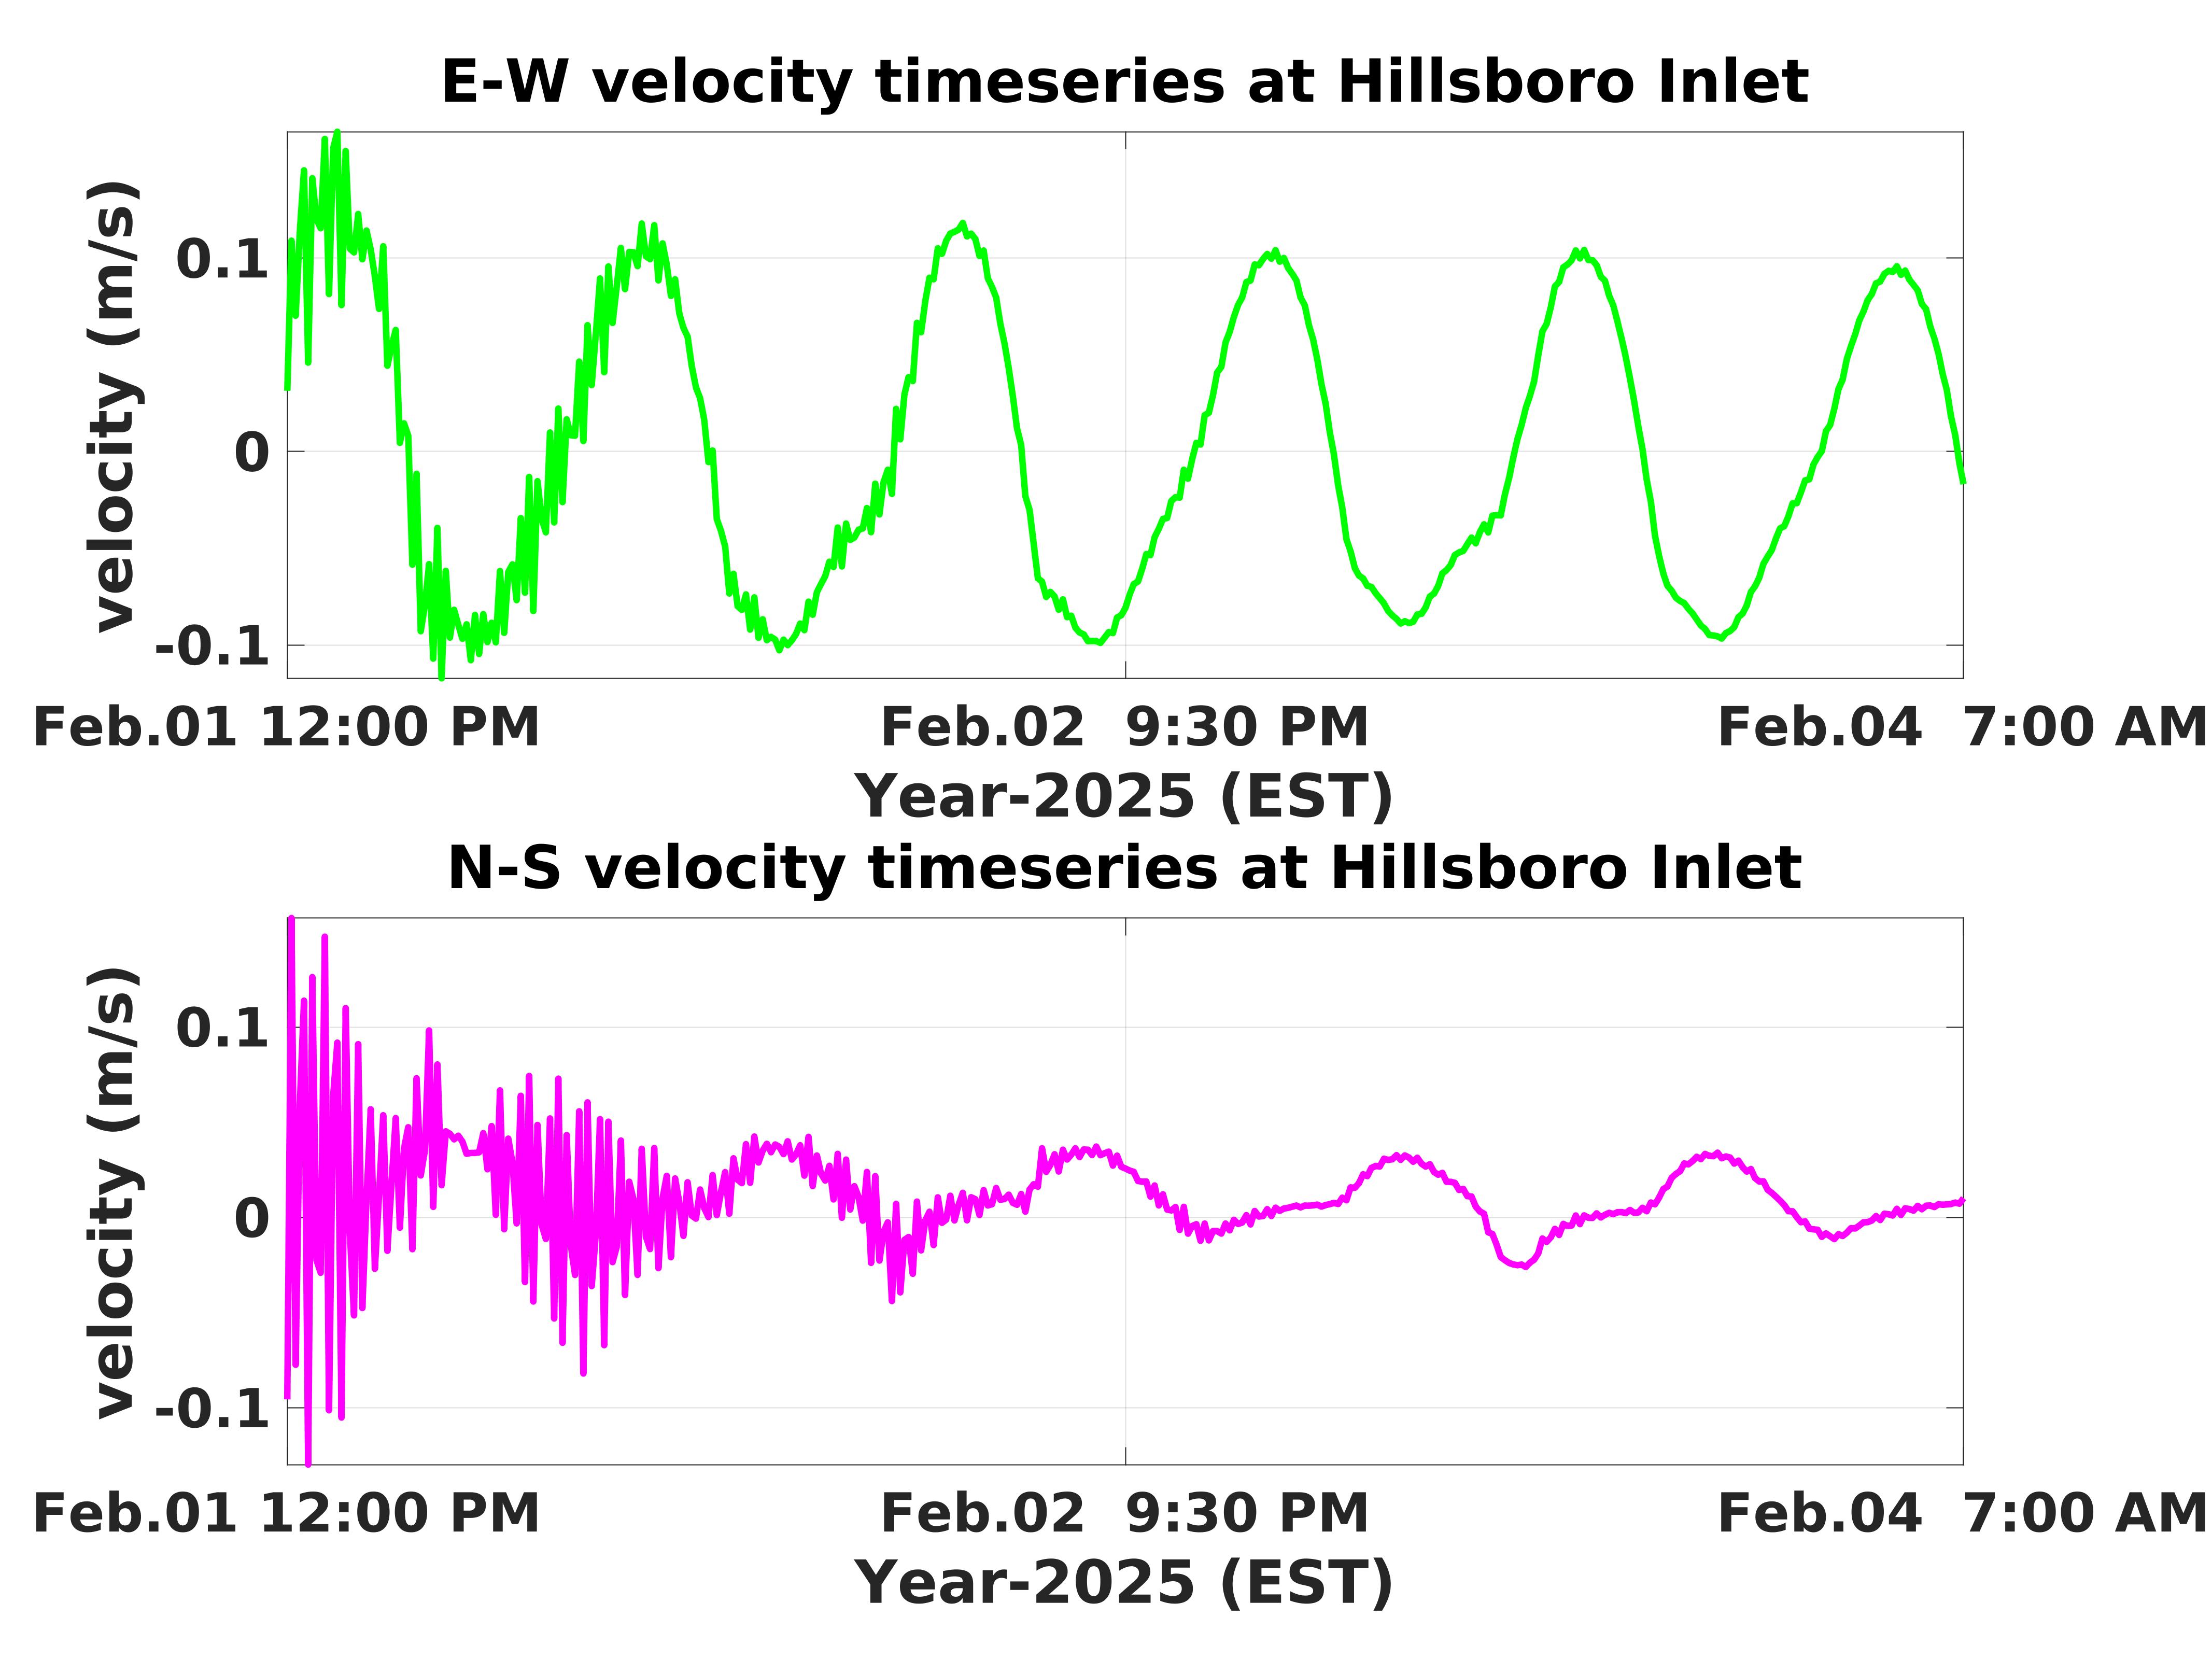 E-W velocity timeseries at Hillsboro Inlet
velocity (m/s)
0.1
0
-0.1
Feb.01 12:00 PM
Feb.02  9:30 PM
Feb.04  7:00 AM
Year-2025 (EST)
N-S velocity timeseries at Hillsboro Inlet
velocity (m/s)
0.1
0
-0.1
Feb.01 12:00 PM
Feb.02  9:30 PM
Feb.04  7:00 AM
Year-2025 (EST)